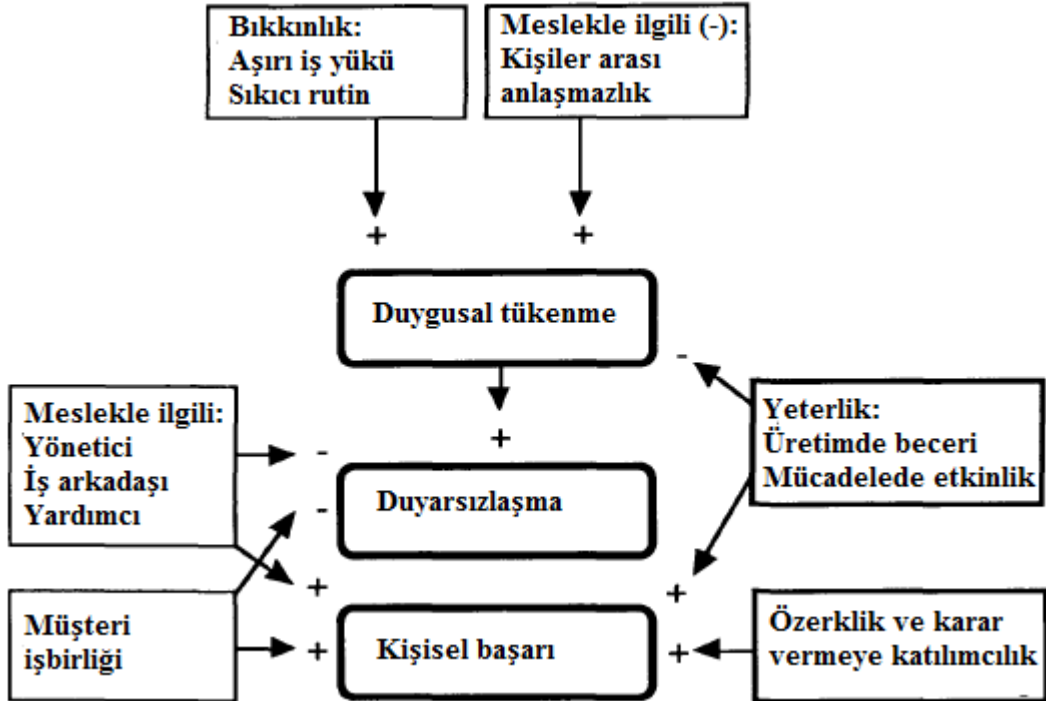 Bıkkınlık:
Aşırı iş yükü
Sıkıcı rutin
Meslekle ilgili (-):
Kişiler arası
anlaşmazlık
+
+
Duygusal tükenme
-
+
Meslekle ilgili:
Yönetici
İş arkadaşı
Yardımcı
-
-
Duyarsızlaşma
Yeterlik:
Üretimde beceri
Mücadelede etkinlik
+
+
Müşteri
işbirliği
+
Kişisel başarı
+
Özerklik ve karar
vermeye katılımcılık